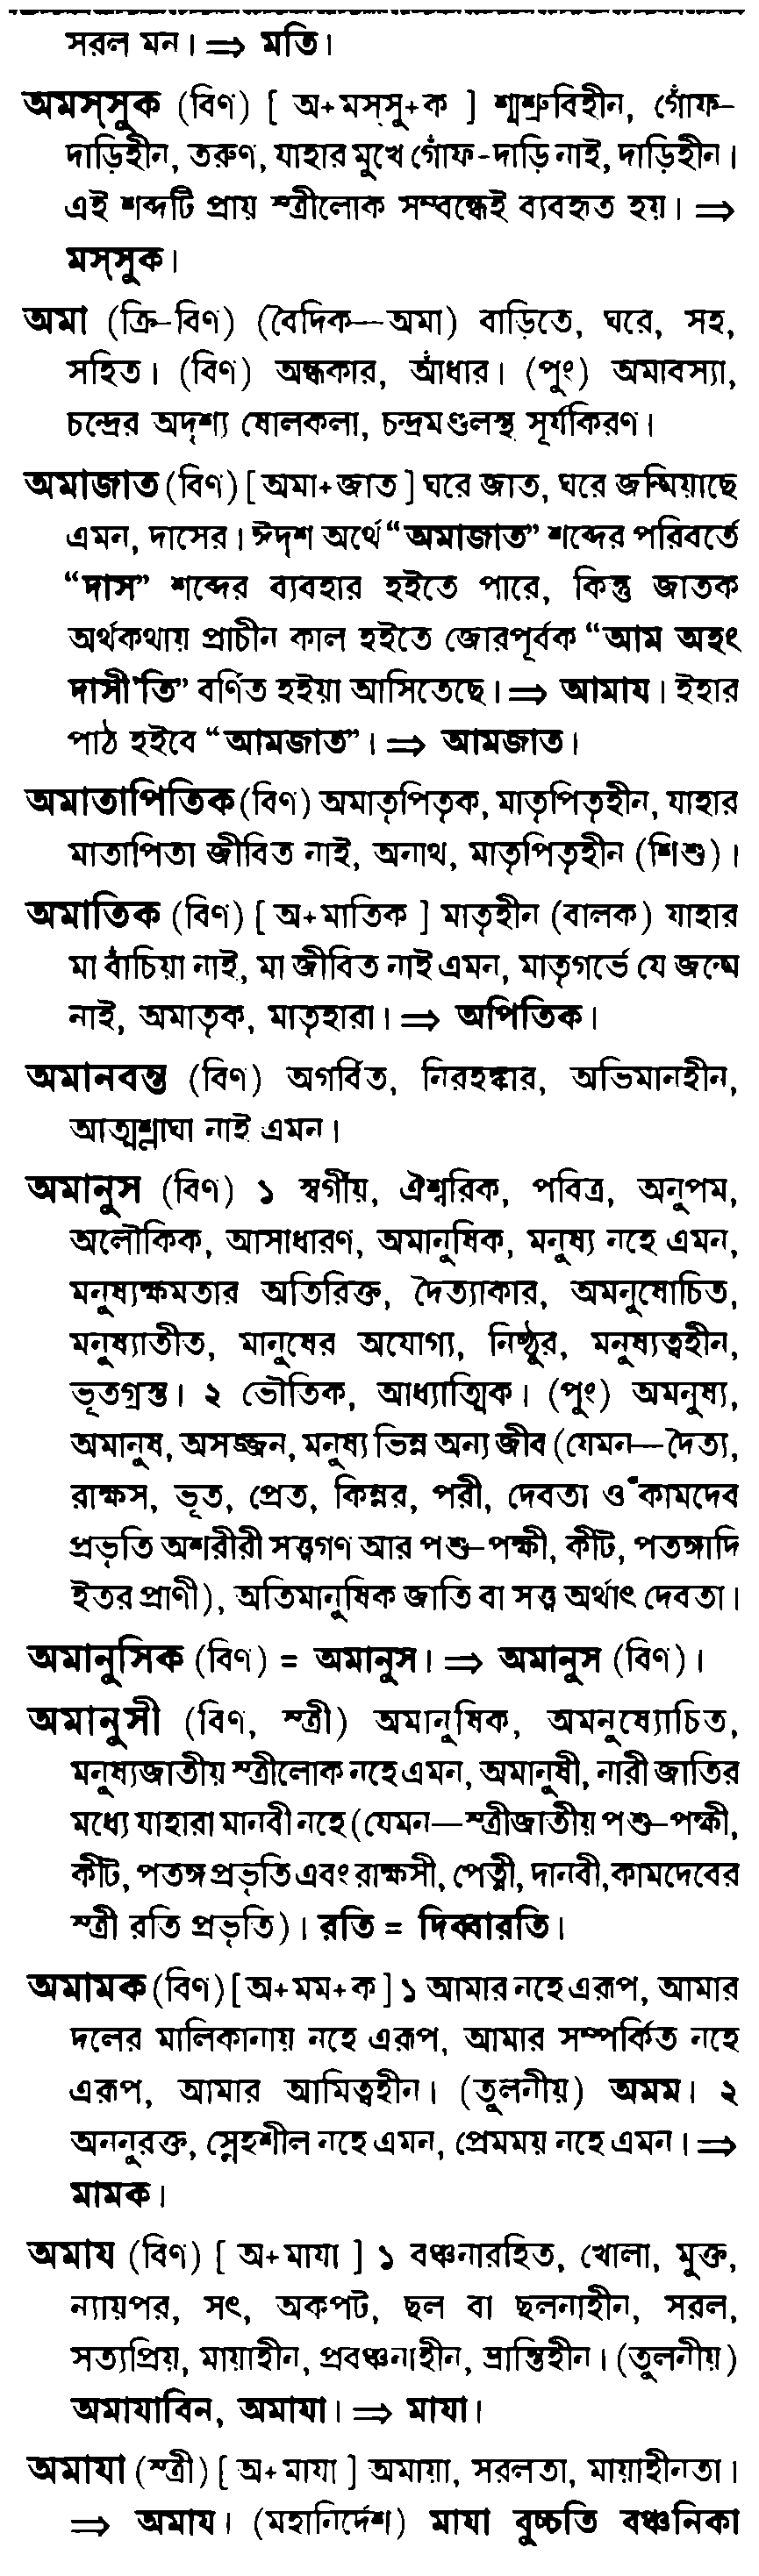 সরল মন। ⇒ মতি।
অমস্‌সুক (বিণ) [ অ+মস্‌সু+ক ] শ্মশ্রুবিহীন, গোঁফ-
দাড়িহীন, তরুণ, যাহার মুখে গোঁফ-দাড়ি নাই, দাড়িহীন।
এই শব্দটি প্রায় স্ত্রীলোক সম্বন্ধেই ব্যবহৃত হয়। ⇒
মস্‌সুক।
অমা (ক্রি-বিণ) (বৈদিক—অমা) বাড়িতে, ঘরে, সহ,
সহিত। (বিণ) অন্ধকার, আঁধার। (পুং) অমাবস্যা,
চন্দ্রের অদৃশ্য ষোলকলা, চন্দ্রমণ্ডলস্থ সূর্যকিরণ।
অমাজাত (বিণ) [ অমা+জাত ] ঘরে জাত, ঘরে জন্মিয়াছে
এমন, দাসের। ঈদৃশ অর্থে “অমাজাত” শব্দের পরিবর্তে
“দাস” শব্দের ব্যবহার হইতে পারে, কিন্তু জাতক
অর্থকথায় প্রাচীন কাল হইতে জোরপূর্বক “আম অহং
দাসী’তি” বর্ণিত হইয়া আসিতেছে। ⇒ আমায। ইহার
পাঠ হইবে “আমজাত”। ⇒ আমজাত।
অমাতাপিতিক (বিণ) অমাতৃপিতৃক, মাতৃপিতৃহীন, যাহার
মাতাপিতা জীবিত নাই, অনাথ, মাতৃপিতৃহীন (শিশু)।
অমাতিক (বিণ) [ অ+মাতিক ] মাতৃহীন (বালক) যাহার
মা বাঁচিয়া নাই, মা জীবিত নাই এমন, মাতৃগর্ভে যে জন্মে
নাই, অমাতৃক, মাতৃহারা। ⇒ অপিতিক।
অমানবন্ত (বিণ) অগর্বিত, নিরহঙ্কার, অভিমানহীন,
আত্মশ্লাঘা নাই এমন।
অমানুস (বিণ) ১ স্বর্গীয়, ঐশ্বরিক, পবিত্র, অনুপম,
অলৌকিক, আসাধারণ, অমানুষিক, মনুষ্য নহে এমন,
মনুষ্যক্ষমতার অতিরিক্ত, দৈত্যাকার, অমনুষোচিত,
মনুষ্যাতীত, মানুষের অযোগ্য, নিষ্ঠুর, মনুষ্যত্বহীন,
ভূতগ্রস্ত। ২ ভৌতিক, আধ্যাত্মিক। (পুং) অমনুষ্য,
অমানুষ, অসজ্জন, মনুষ্য ভিন্ন অন্য জীব (যেমন—দৈত্য,
রাক্ষস, ভূত, প্রেত, কিন্নর, পরী, দেবতা ও কামদেব
প্রভৃতি অশরীরী সত্ত্বগণ আর পশু-পক্ষী, কীট, পতঙ্গাদি
ইতর প্রাণী), অতিমানুষিক জাতি বা সত্ত্ব অর্থাৎ দেবতা।
অমানুসিক (বিণ) = অমানুস। ⇒ অমানুস (বিণ)।
অমানুসী (বিণ, স্ত্রী) অমানুষিক, অমনুষ্যোচিত,
মনুষ্যজাতীয় স্ত্রীলোক নহে এমন, অমানুষী, নারী জাতির
মধ্যে যাহারা মানবী নহে (যেমন—স্ত্রীজাতীয় পশু-পক্ষী,
কীট, পতঙ্গ প্রভৃতি এবং রাক্ষসী, পেত্নী, দানবী, কামদেবের
স্ত্রী রতি প্রভৃতি)। রতি = দিব্বারতি।
অমামক (বিণ) [ অ+মম+ক ] ১ আমার নহে এরূপ, আমার
দলের মালিকানায় নহে এরূপ, আমার সম্পর্কিত নহে
এরূপ, আমার আমিত্বহীন। (তুলনীয়) অমম। ২
অননুরক্ত, স্নেহশীল নহে এমন, প্রেমময় নহে এমন। ⇒
মামক।
অমায (বিণ) [ অ+মাযা ] ১ বঞ্চনারহিত, খোলা, মুক্ত,
ন্যায়পর, সৎ, অকপট, ছল বা ছলনাহীন, সরল,
সত্যপ্রিয়, মায়াহীন, প্রবঞ্চনাহীন, ভ্রান্তিহীন। (তুলনীয়)
অমাযাবিন, অমাযা। ⇒ মাযা।
অমাযা (স্ত্রী) [ অ+মাযা ] অমায়া, সরলতা, মায়াহীনতা।
⇒ অমায। (মহানির্দেশ) মাযা বুচ্চতি বঞ্চনিকা